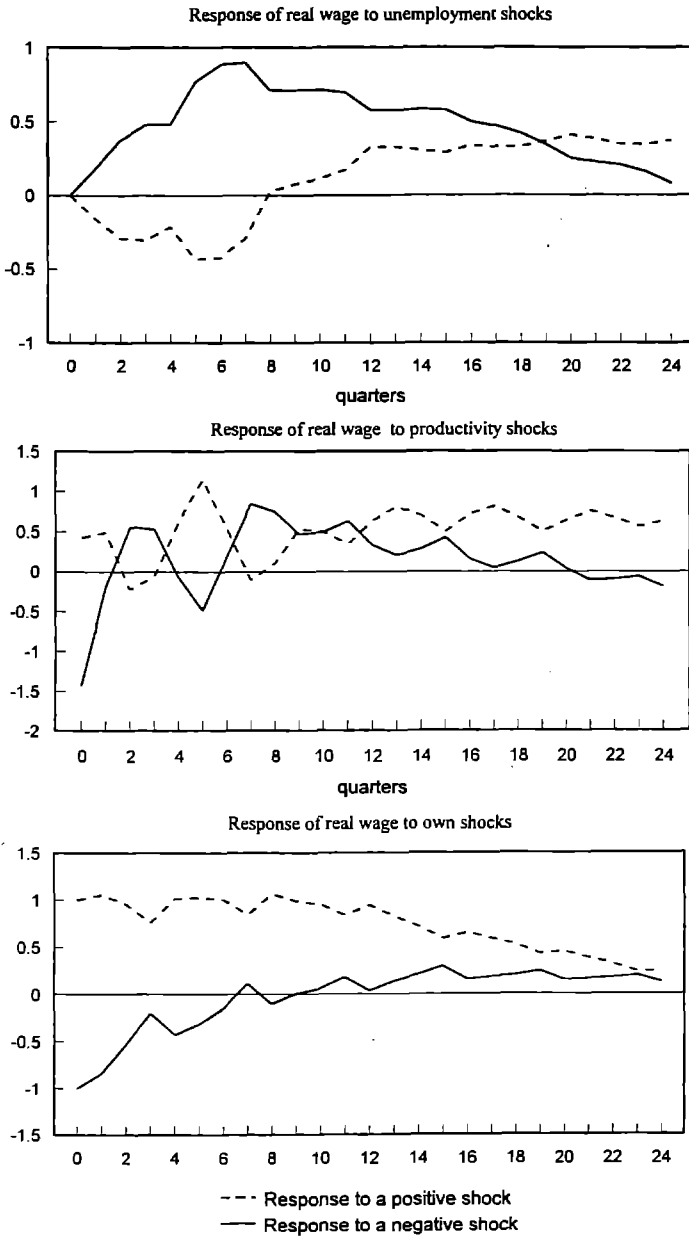 Response of real wage to unemployment shocks
1
0.5
0
-0.5
-1
0 2 4 6 8 10 12 14 16 18 20 22 24
quarters
Response of real wage to productivity shocks
1.5
1
0.5
0
-0.5
-1
-1.5
-2
0 2 4 6 8 10 12 14 16 18 20 22 24
quarters
Response of real wage to own shocks
1.5
1
0.5
0
-0.5
-1
-1.5
0 2 4 6 8 10 12 14 16 18 20 22 24
Response to a positive shock
Response to a negative shock